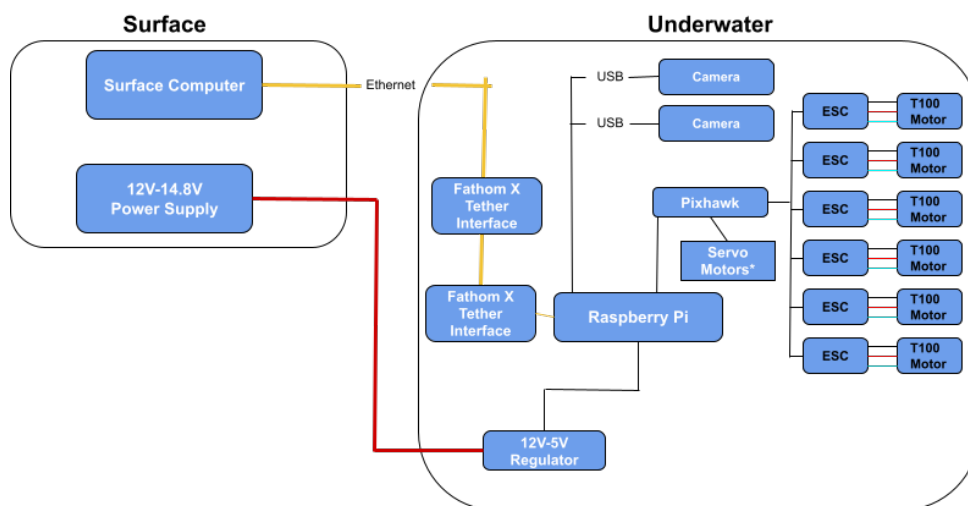 Surface
Underwater
Surface Computer
Ethernet
12V-14.8V
Power Supply
USB
Camera
USB
Camera
Fathom X
Tether
Interface
Fathom X
Tether
Interface
Pixhawk
Servo
Motors*
Raspberry Pi
12V-5V
Regulator
ESC
T100
Motor
ESC
T100
Motor
ESC
T100
Motor
ESC
T100
Motor
ESC
T100
Motor
ESC
T100
Motor